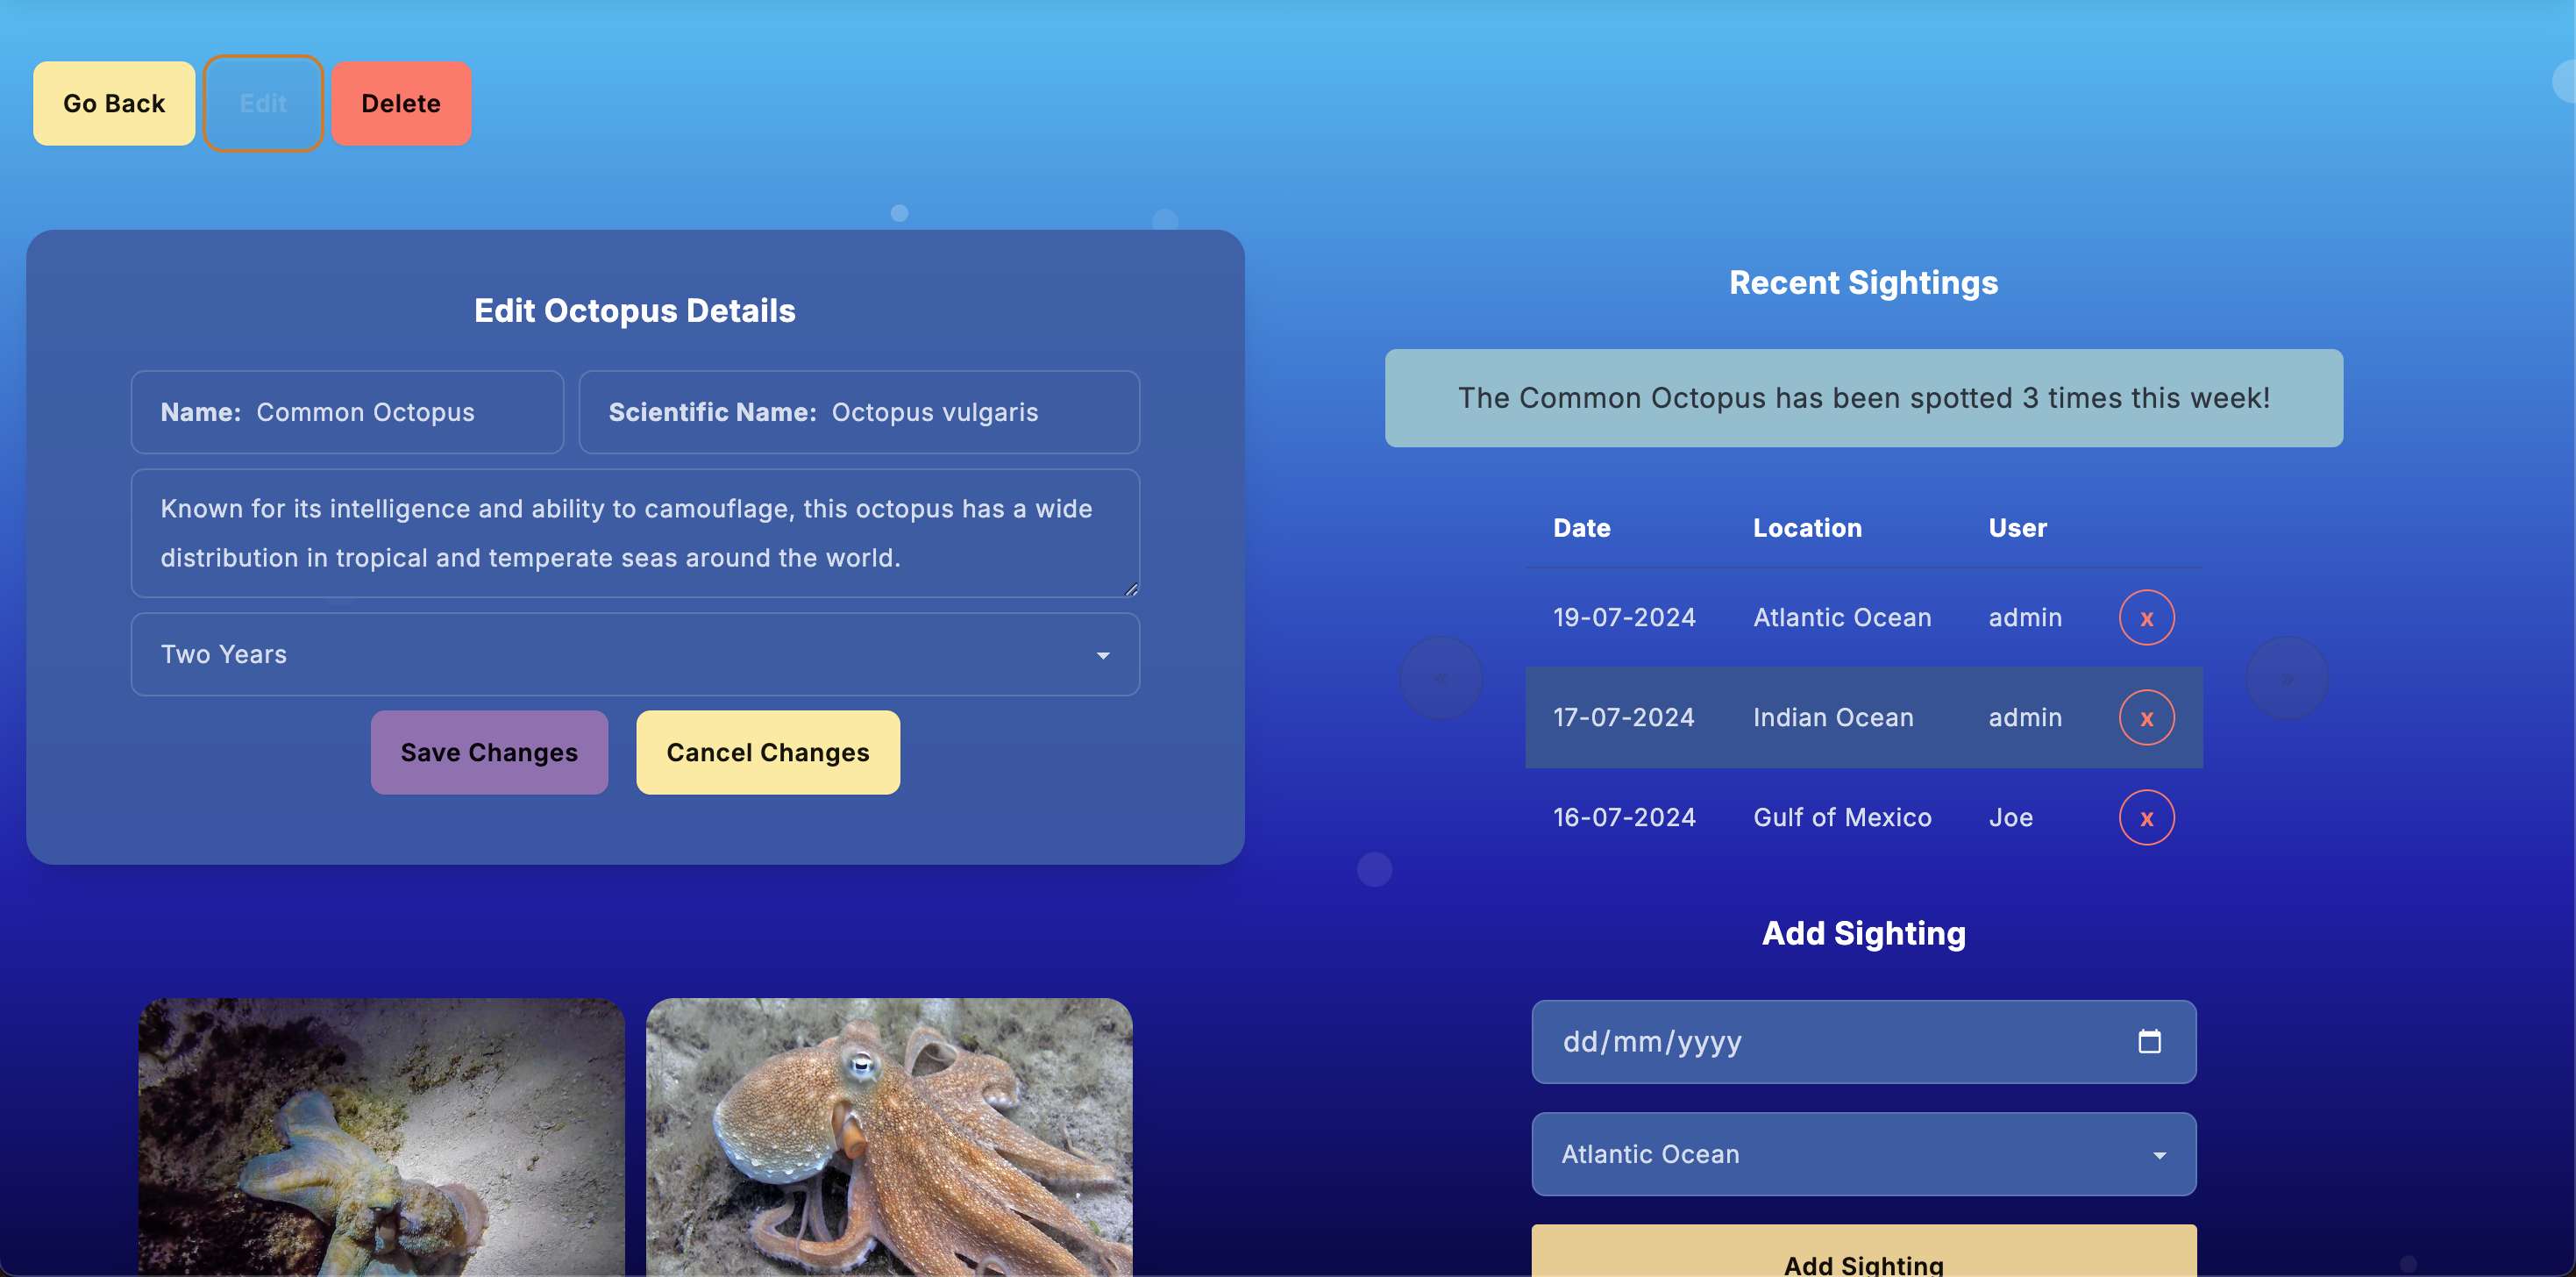 Go Back
Edit
Delete
Edit Octopus Details
Name: Common Octopus
Scientific Name: Octopus vulgaris
Known for its intelligence and ability to camouflage, this octopus has a wide
distribution in tropical and temperate seas around the world.
Two Years
Save Changes
Cancel Changes
Recent Sightings
The Common Octopus has been spotted 3 times this week!
Date Location User
19-07-2024 Atlantic Ocean admin x
17-07-2024 Indian Ocean admin x
16-07-2024 Gulf of Mexico Joe x
«
»
Add Sighting
dd/mm/yyyy
Atlantic Ocean
Add Sighting